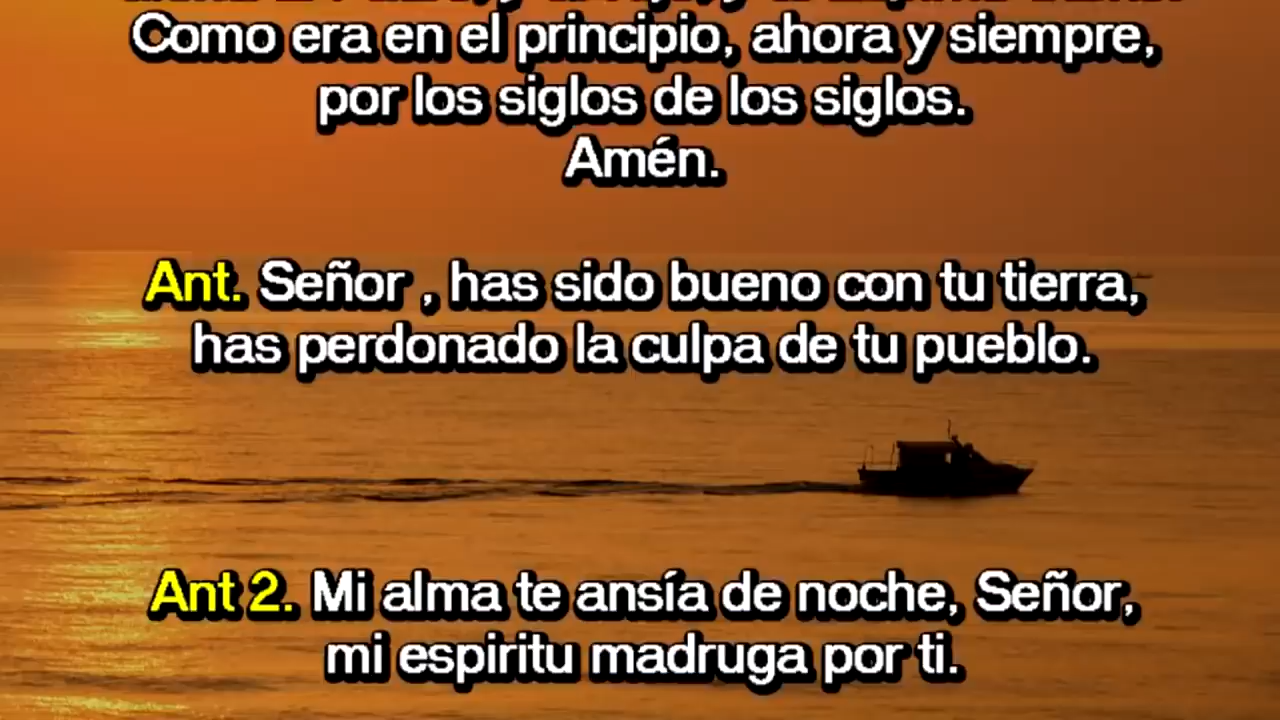 Como era en el principio, ahora y siempre,
por los siglos de los siglos.
Amén.
Ant. Señor , has sido bueno con tu tierra,
has perdonado la culpa de tu pueblo.
Ant 2. Mi alma te ansía de noche, Señor,
mi espiritu madruga por ti.